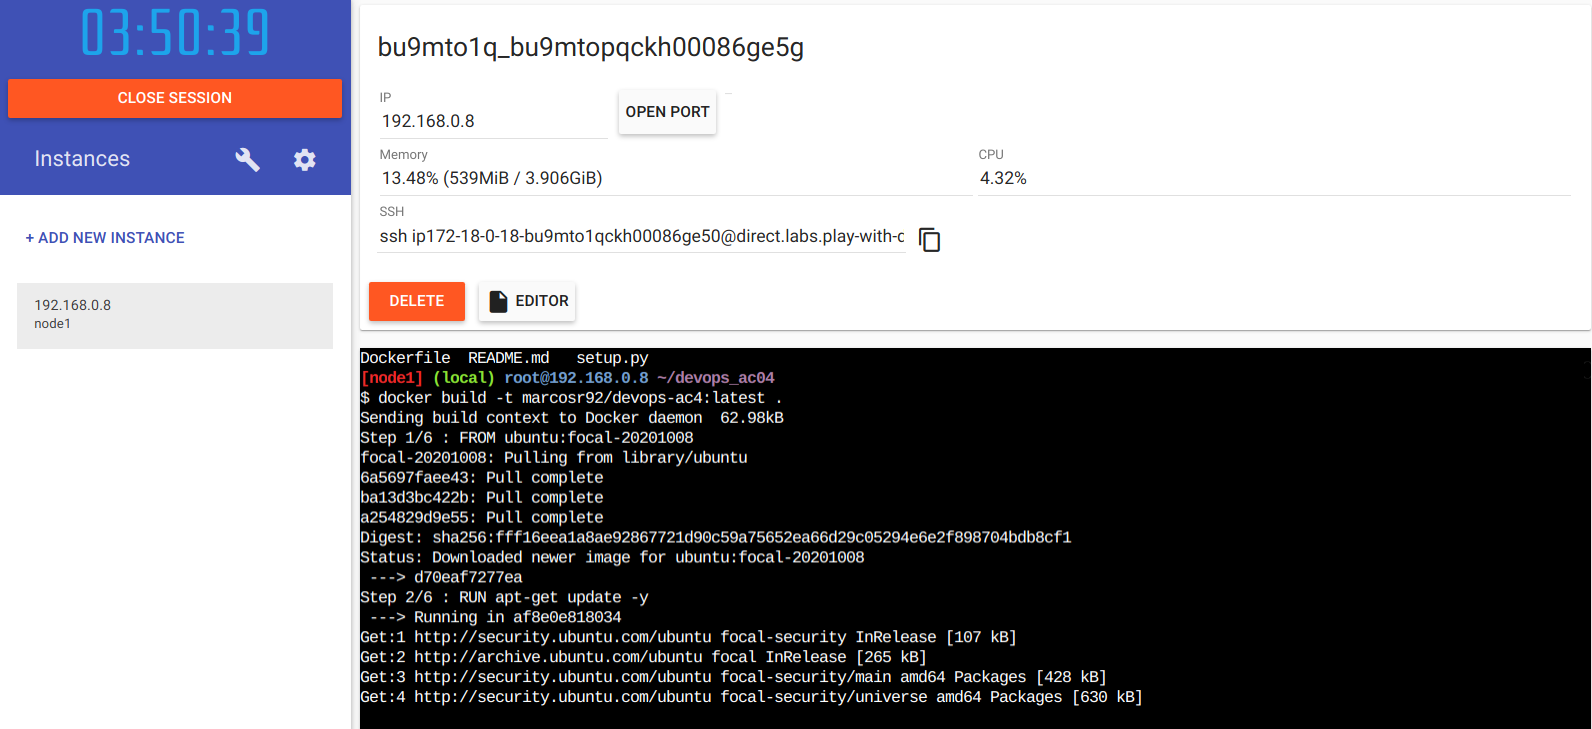 03:50:39
CLOSE SESSION
Instances
+ ADD NEW INSTANCE
192.168.0.8
node1
bu9mto1q_bu9mtopqckh00086ge5g
IP
192.168.0.8
OPEN PORT
Memory
13.48% (539MiB / 3.906GiB)
CPU
4.32%
SSH
ssh ip172-18-0-18-bu9mto1qckh00086ge50@direct.labs.play-with-d
DELETE
EDITOR
Dockerfile  README.md   setup.py
[node1] (local) root@192.168.0.8 ~/devops_ac04
$ docker build -t marcosr92/devops-ac4:latest .
Sending build context to Docker daemon  62.98kB
Step 1/6 : FROM ubuntu:focal-20201008
focal-20201008: Pulling from library/ubuntu
6a5697faee43: Pull complete
ba13d3bc422b: Pull complete
a254829d9e55: Pull complete
Digest: sha256:fff16eea1a8ae92867721d90c59a75652ea66d29c05294e6e2f898704bdb8cf1
Status: Downloaded newer image for ubuntu:focal-20201008
 ---> d70eaf7277ea
Step 2/6 : RUN apt-get update -y
 ---> Running in af8e0e818034
Get:1 http://security.ubuntu.com/ubuntu focal-security InRelease [107 kB]
Get:2 http://archive.ubuntu.com/ubuntu focal InRelease [265 kB]
Get:3 http://security.ubuntu.com/ubuntu focal-security/main amd64 Packages [428 kB]
Get:4 http://security.ubuntu.com/ubuntu focal-security/universe amd64 Packages [630 kB]